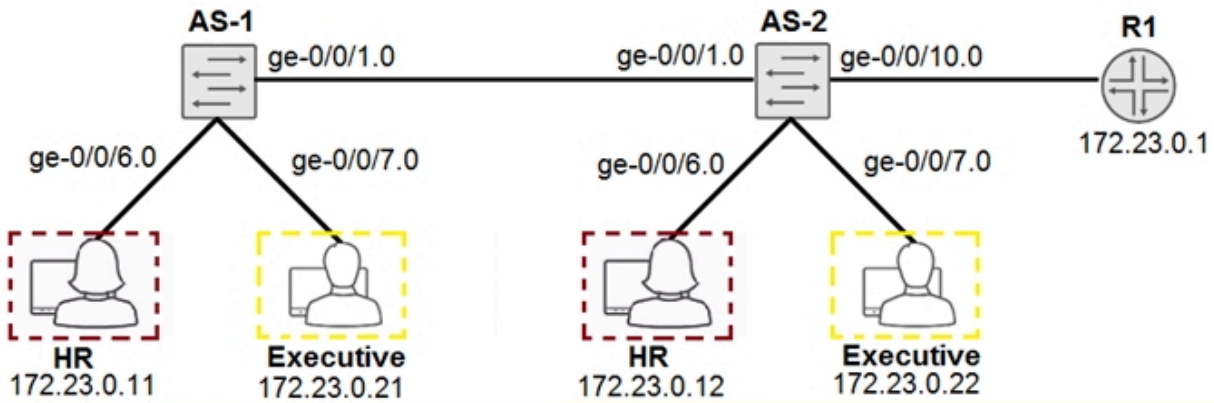 AS-1
AS-2
R1
ge-0/0/1.0
ge-0/0/1.0
ge-0/0/10.0
172.23.0.1
ge-0/0/6.0
ge-0/0/7.0
ge-0/0/6.0
ge-0/0/7.0
HR
172.23.0.11
Executive
172.23.0.21
HR
172.23.0.12
Executive
172.23.0.22